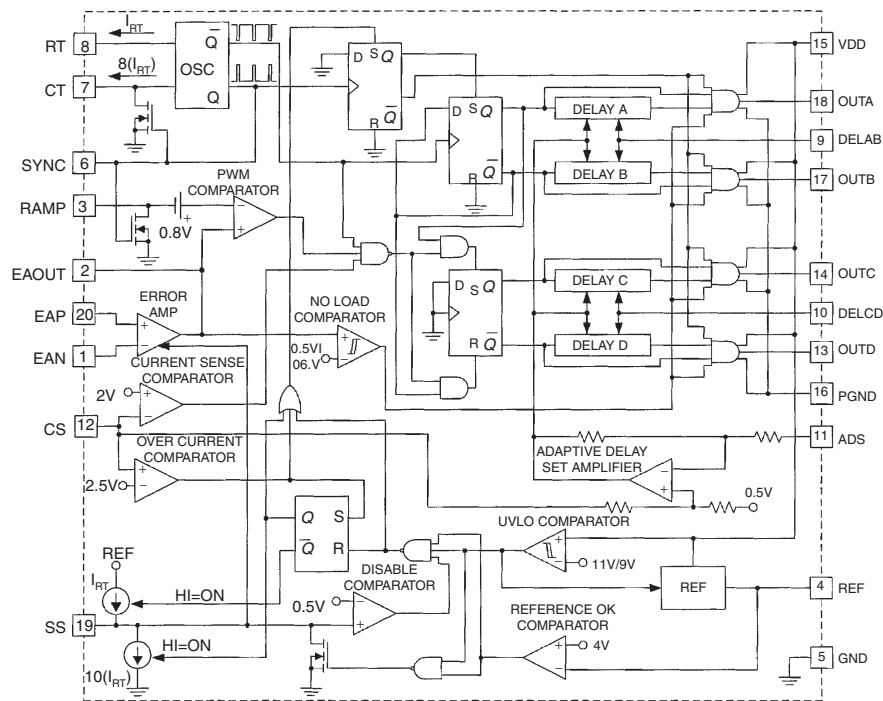 RT
8
I_RT
Q̅
OSC
Q
CT
7
8(I_RT)
SYNC
6
RAMP
3
0.8V
+
PWM
COMPARATOR
−
+
EAOUT
2
EAP
20
EAN
1
ERROR
AMP
+
−
NO LOAD
COMPARATOR
0.5V/
06.V
+
−
CURRENT SENSE
COMPARATOR
2V
+
−
CS
12
OVER CURRENT
COMPARATOR
2.5V
+
−
D
S
Q
Q̅
R
D
S
Q
Q̅
R
D
S
Q
Q̅
R
DELAY A
DELAY B
DELAY C
DELAY D
15
VDD
18
OUTA
9
DELAB
17
OUTB
14
OUTC
10
DELCD
13
OUTD
16
PGND
11
ADS
ADAPTIVE DELAY
SET AMPLIFIER
−
+
0.5V
Q
S
Q̅
R
UVLO COMPARATOR
+
−
11V/9V
REF
4
REF
REF
I_RT
HI=ON
DISABLE
COMPARATOR
0.5V
−
+
SS
19
HI=ON
10(I_RT)
REFERENCE OK
COMPARATOR
+
−
4V
5
GND